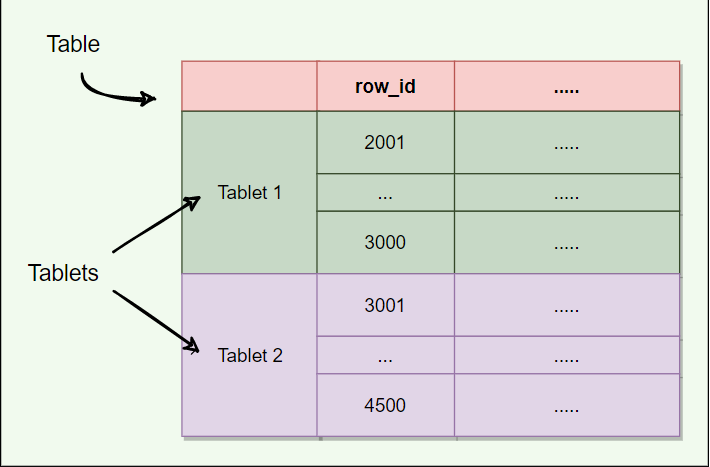 Table
row_id .....
2001 .....
Tablet 1 ... .....
3000 .....
Tablets
3001 .....
Tablet 2 ... .....
4500 .....